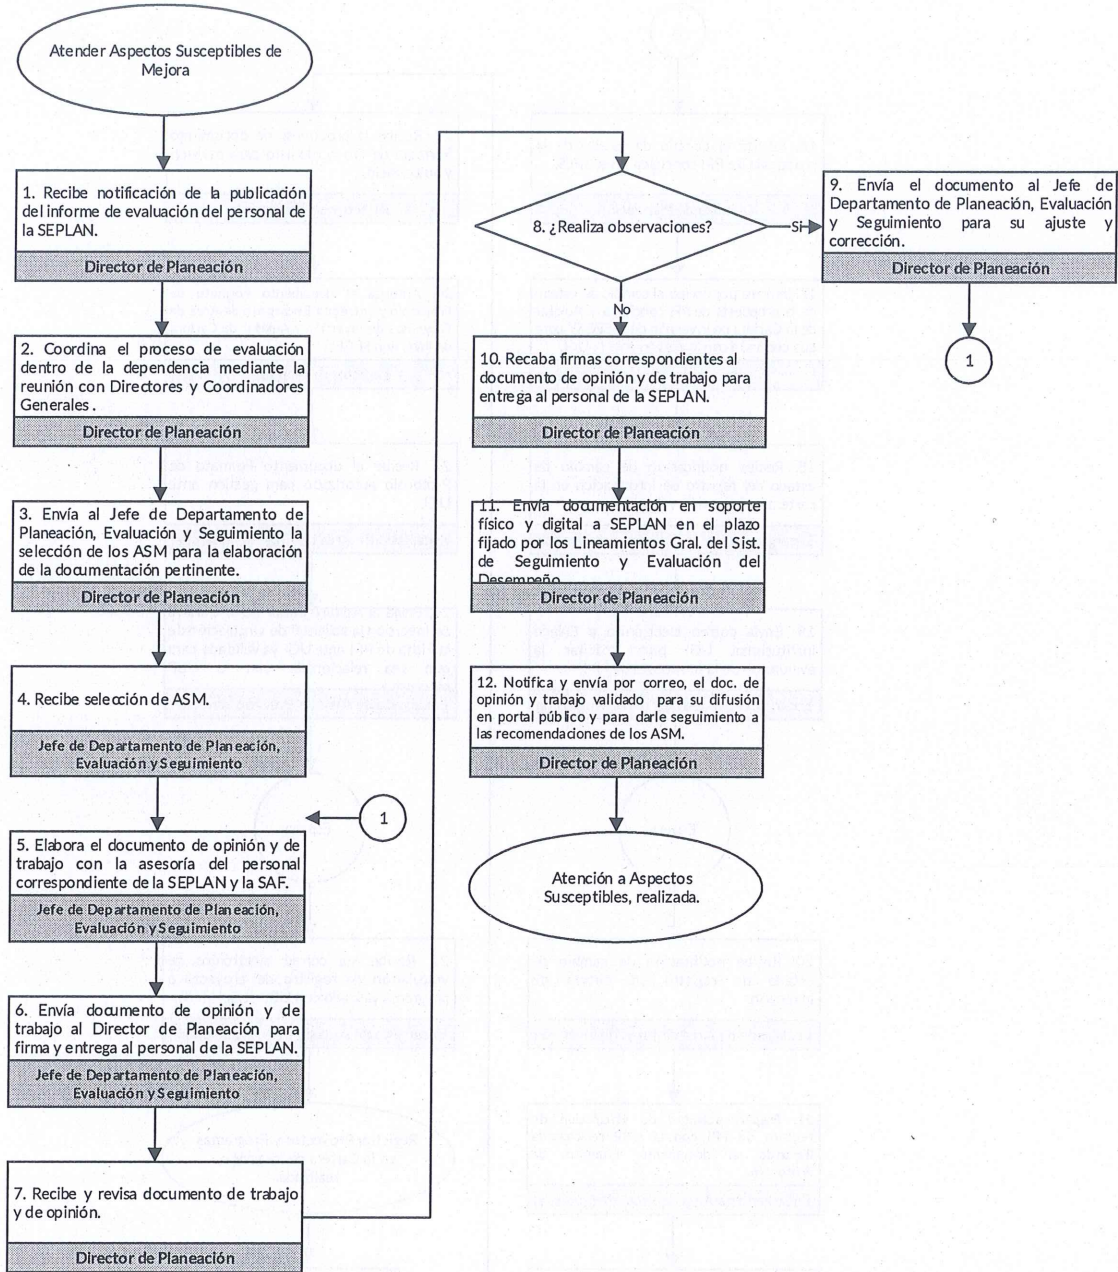 Atender Aspectos Susceptibles de
Mejora
1. Recibe notificación de la publicación
del informe de evaluación del personal de
la SEPLAN.
Director de Planeación
2. Coordina el proceso de evaluación
dentro de la dependencia mediante la
reunión con Directores y Coordinadores
Generales .
Director de Planeación
3. Envía al Jefe de Departamento de
Planeación, Evaluación y Seguimiento la
selección de los ASM para la elaboración
de la documentación pertinente.
Director de Planeación
4. Recibe selección de ASM.
Jefe de Departamento de Planeación,
Evaluación y Seguimiento
1
5. Elabora el documento de opinión y de
trabajo con la asesoría del personal
correspondiente de la SEPLAN y la SAF.
Jefe de Departamento de Planeación,
Evaluación y Seguimiento
6. Envía documento de opinión y de
trabajo al Director de Planeación para
firma y entrega al personal de la SEPLAN.
Jefe de Departamento de Planeación,
Evaluación y Seguimiento
7. Recibe y revisa documento de trabajo
y de opinión.
Director de Planeación
8. ¿Realiza observaciones?
Si
No
9. Envía el documento al Jefe de
Departamento de Planeación, Evaluación
y Seguimiento para su ajuste y
corrección.
Director de Planeación
1
10. Recaba firmas correspondientes al
documento de opinión y de trabajo para
entrega al personal de la SEPLAN.
Director de Planeación
11. Envía documentación en soporte
físico y digital a SEPLAN en el plazo
fijado por los Lineamientos Gral. del Sist.
de Seguimiento y Evaluación del
Desempeño
Director de Planeación
12. Notifica y envía por correo, al doc. de
opinión y trabajo validado para su difusión
en portal público y para darle seguimiento a
las recomendaciones de los ASM.
Director de Planeación
Atención a Aspectos
Susceptibles, realizada.